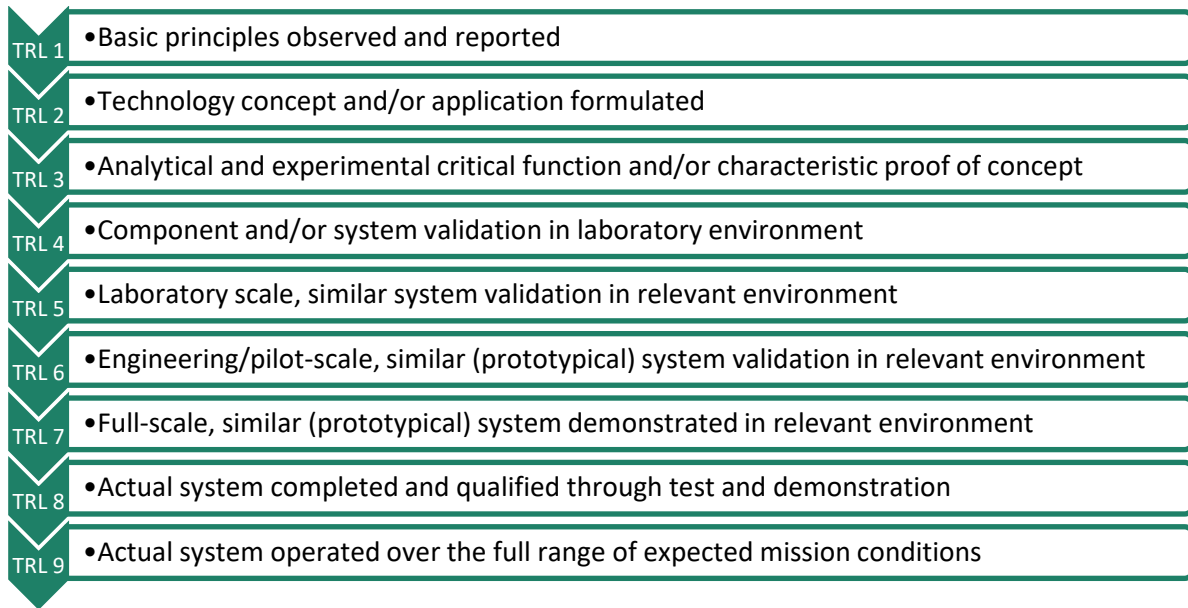 TRL 1
•Basic principles observed and reported
TRL 2
•Technology concept and/or application formulated
TRL 3
•Analytical and experimental critical function and/or characteristic proof of concept
TRL 4
•Component and/or system validation in laboratory environment
TRL 5
•Laboratory scale, similar system validation in relevant environment
TRL 6
•Engineering/pilot-scale, similar (prototypical) system validation in relevant environment
TRL 7
•Full-scale, similar (prototypical) system demonstrated in relevant environment
TRL 8
•Actual system completed and qualified through test and demonstration
TRL 9
•Actual system operated over the full range of expected mission conditions